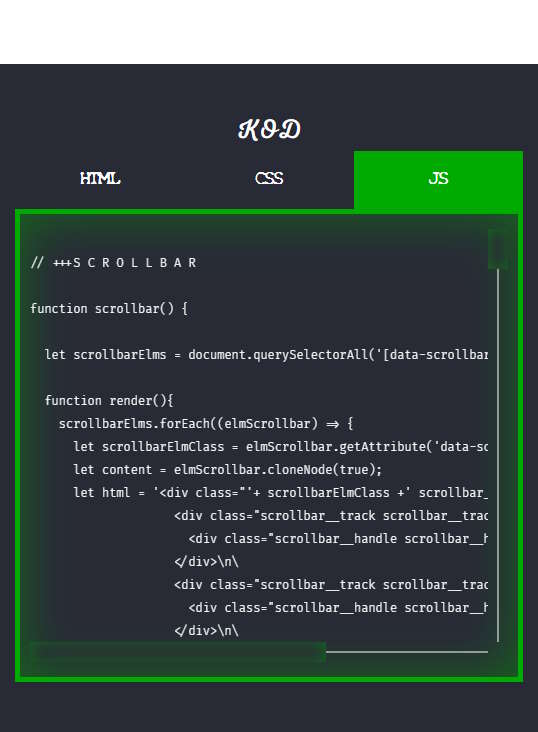 KOD
HTML CSS JS
// +++S C R O L L B A R
function scrollbar() {
let scrollbarElms = document.querySelectorAll('[data-scrollbar
function render(){
scrollbarElms.forEach((elmScrollbar) => {
let scrollbarElmClass = elmScrollbar.getAttribute('data-sc
let content = elmScrollbar.cloneNode(true);
let html = '<div class="'+ scrollbarElmClass +' scrollbar_
<div class="scrollbar__track scrollbar__trac
<div class="scrollbar__handle scrollbar__h
</div>\n\
<div class="scrollbar__track scrollbar__trac
<div class="scrollbar__handle scrollbar__h
</div>\n\